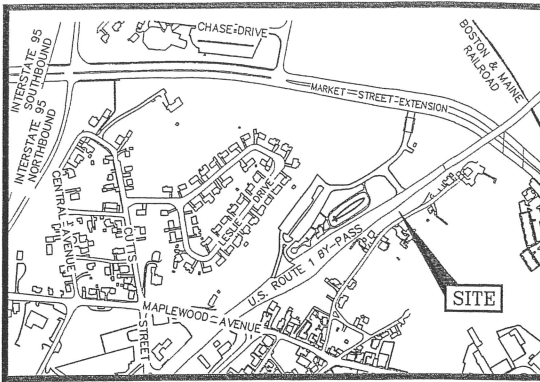 CHASE DRIVE
BOSTON & MAINE
RAILROAD
INTERSTATE 95
SOUTHBOUND
INTERSTATE 95
NORTHBOUND
MARKET STREET EXTENSION
CENTRAL AVENUE
CUTTS
STREET
LESLIE
DRIVE
U.S. ROUTE 1 BY-PASS
SITE
MAPLEWOOD AVENUE